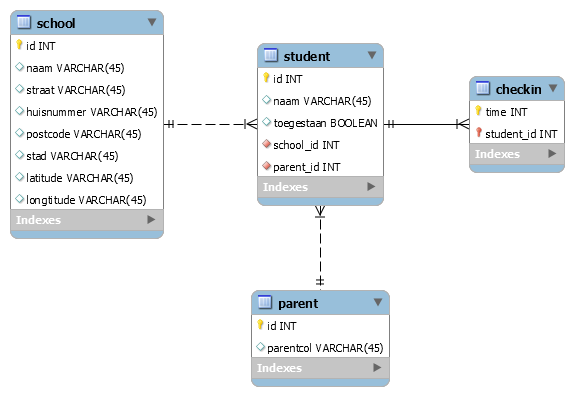 school
id INT
naam VARCHAR(45)
straat VARCHAR(45)
huisnummer VARCHAR(45)
postcode VARCHAR(45)
stad VARCHAR(45)
latitude VARCHAR(45)
longtitude VARCHAR(45)
Indexes
student
id INT
naam VARCHAR(45)
toegestaan BOOLEAN
school_id INT
parent_id INT
Indexes
checkin
time INT
student_id INT
Indexes
parent
id INT
parentcol VARCHAR(45)
Indexes